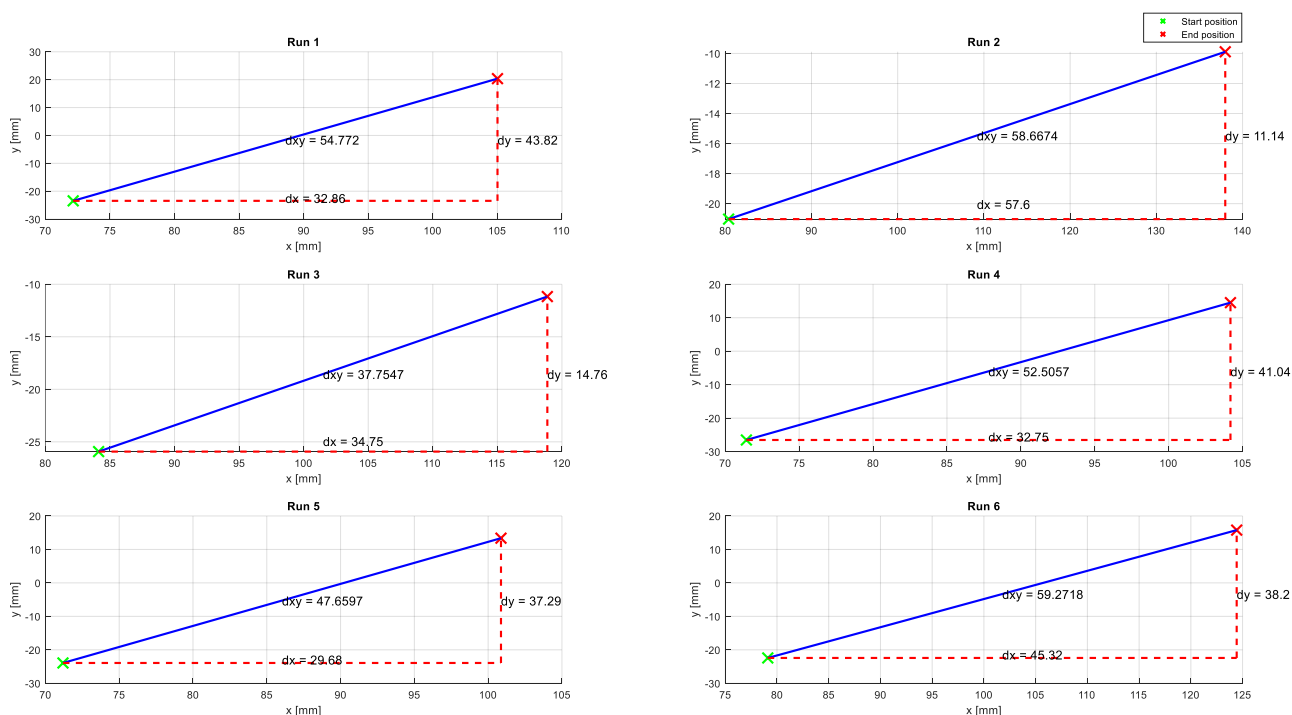 Start position
End position
Run 1
30
20
10
0
-10
-20
-30
y [mm]
dxy = 54.772
dy = 43.82
dx = 32.86
70 75 80 85 90 95 100 105 110
x [mm]
Run 2
-10
-12
-14
-16
-18
-20
y [mm]
dxy = 58.6674
dy = 11.14
dx = 57.6
80 90 100 110 120 130 140
x [mm]
Run 3
-10
-15
-20
-25
y [mm]
dxy = 37.7547
dy = 14.76
dx = 34.75
80 85 90 95 100 105 110 115 120
x [mm]
Run 4
20
10
0
-10
-20
-30
y [mm]
dxy = 52.5057
dy = 41.04
dx = 32.75
70 75 80 85 90 95 100 105
x [mm]
Run 5
20
10
0
-10
-20
-30
y [mm]
dxy = 47.6597
dy = 37.29
dx = 29.68
70 75 80 85 90 95 100 105
x [mm]
Run 6
20
10
0
-10
-20
-30
y [mm]
dxy = 59.2718
dy = 38.2
dx = 45.32
75 80 85 90 95 100 105 110 115 120 125
x [mm]